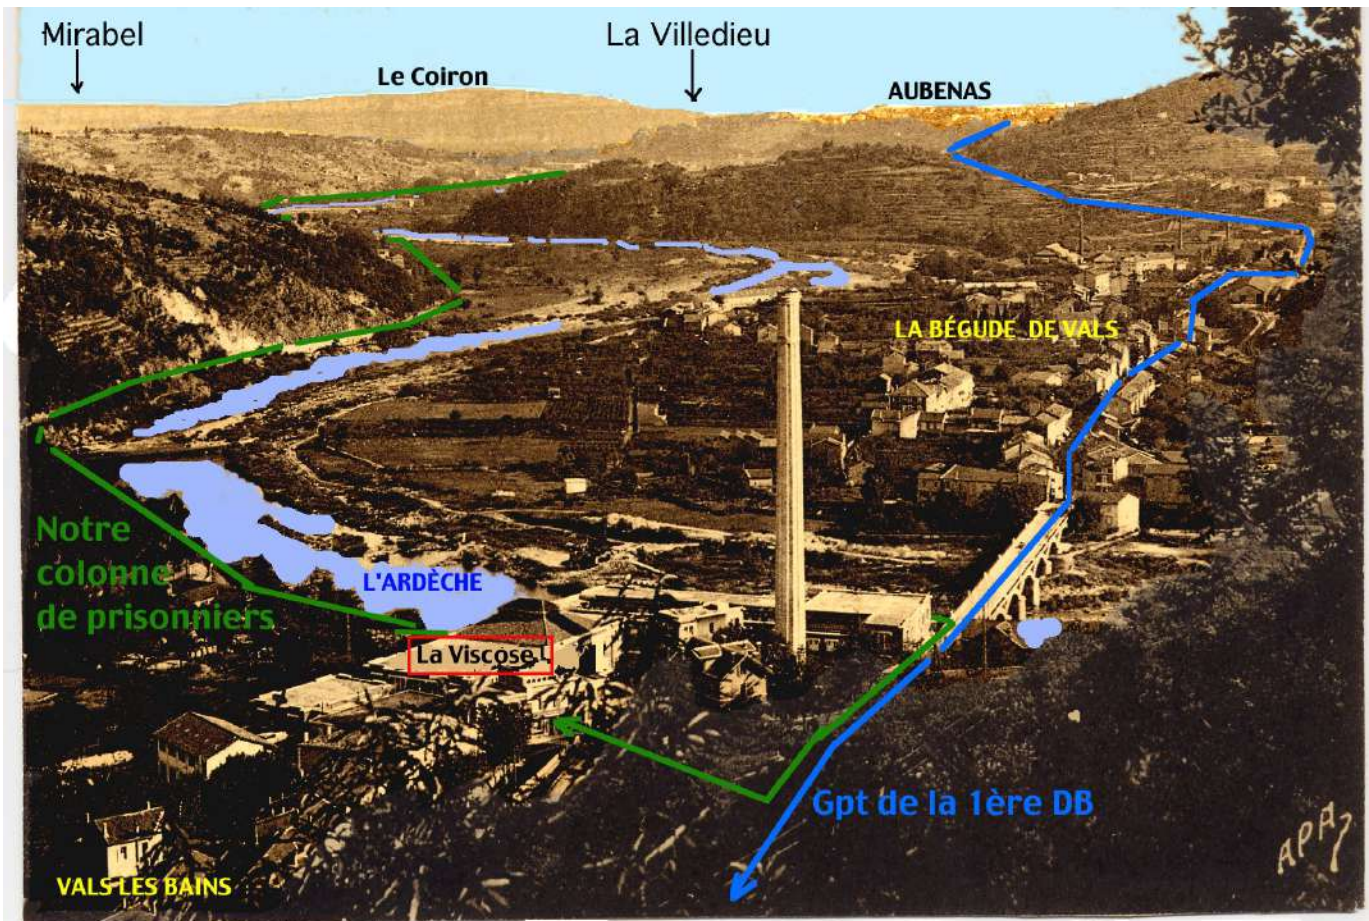 Mirabel
La Villedieu
Le Coiron
AUBENAS
LA BÉGUDE DE VALS
Notre
colonne
de prisonniers
L'ARDÈCHE
La Viscose
Gpt de la 1ère DB
APA
VALS LES BAINS